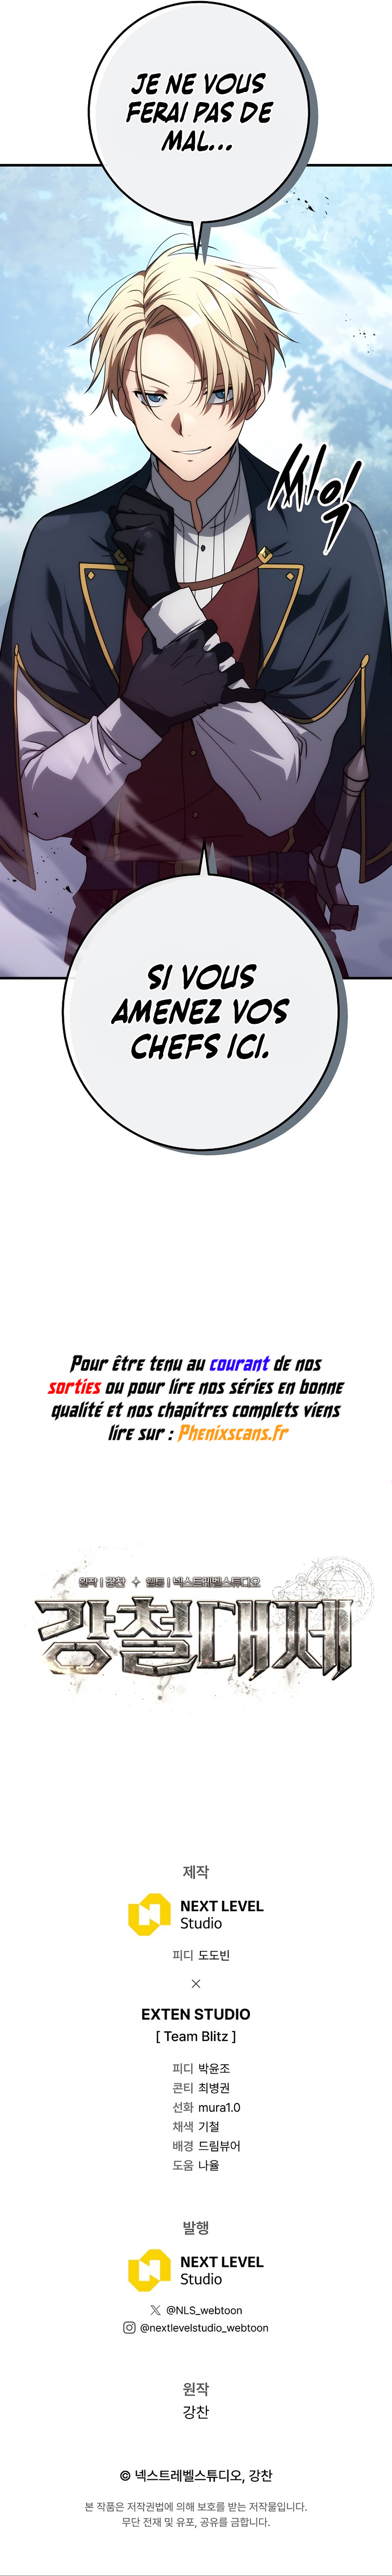 JE NE VOUS
FERAI PAS DE
MAL...
씨익
SI VOUS
AMENEZ VOS
CHEFS ICI.
Pour être tenu au courant de nos
sorties ou pour lire nos séries en bonne
qualité et nos chapitres complets viens
lire sur : Phenixscans.fr
원작 | 강찬 ✦ 웹툰 | 넥스트레벨스튜디오
강철대제
제작
NEXT LEVEL
Studio
피디 도도빈
×
EXTEN STUDIO
[ Team Blitz ]
피디 박윤조
콘티 최병권
선화 mura1.0
채색 기철
배경 드림뷰어
도움 나율
발행
NEXT LEVEL
Studio
@NLS_webtoon
@nextlevelstudio_webtoon
원작
강찬
© 넥스트레벨스튜디오, 강찬
본 작품은 저작권법에 의해 보호를 받는 저작물입니다.
무단 전재 및 유포, 공유를 금합니다.